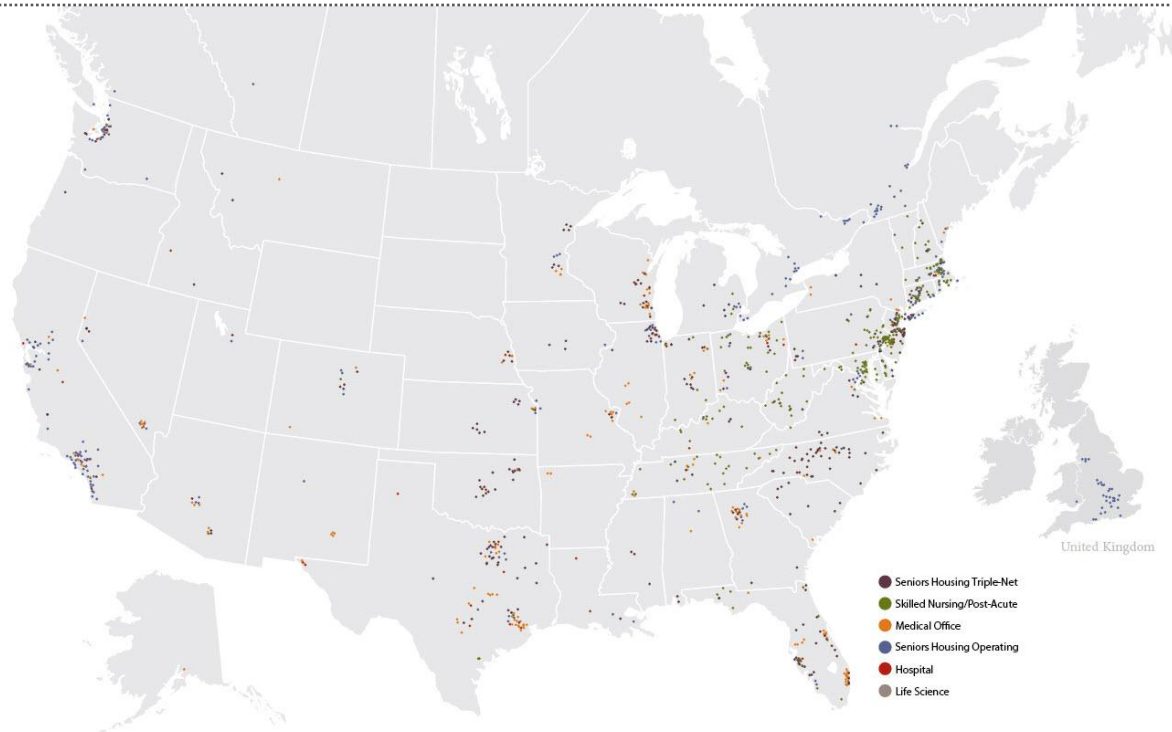 United Kingdom
Seniors Housing Triple-Net
Skilled Nursing/Post-Acute
Medical Office
Seniors Housing Operating
Hospital
Life Science